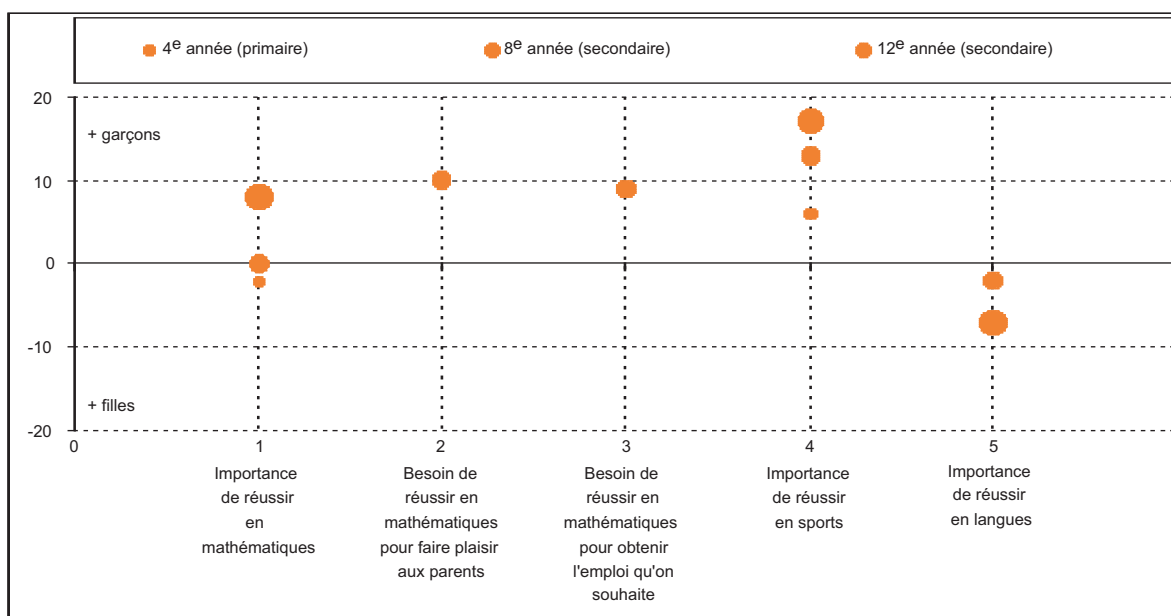 4e année (primaire) 8e année (secondaire) 12e année (secondaire)
20
+ garçons
10
0
-10
+ filles
-20
0 1 2 3 4 5
Importance
de réussir
en
mathématiques
Besoin de
réussir en
mathématiques
pour faire plaisir
aux parents
Besoin de
réussir en
mathématiques
pour obtenir
l'emploi qu'on
souhaite
Importance
de réussir
en sports
Importance
de réussir
en langues